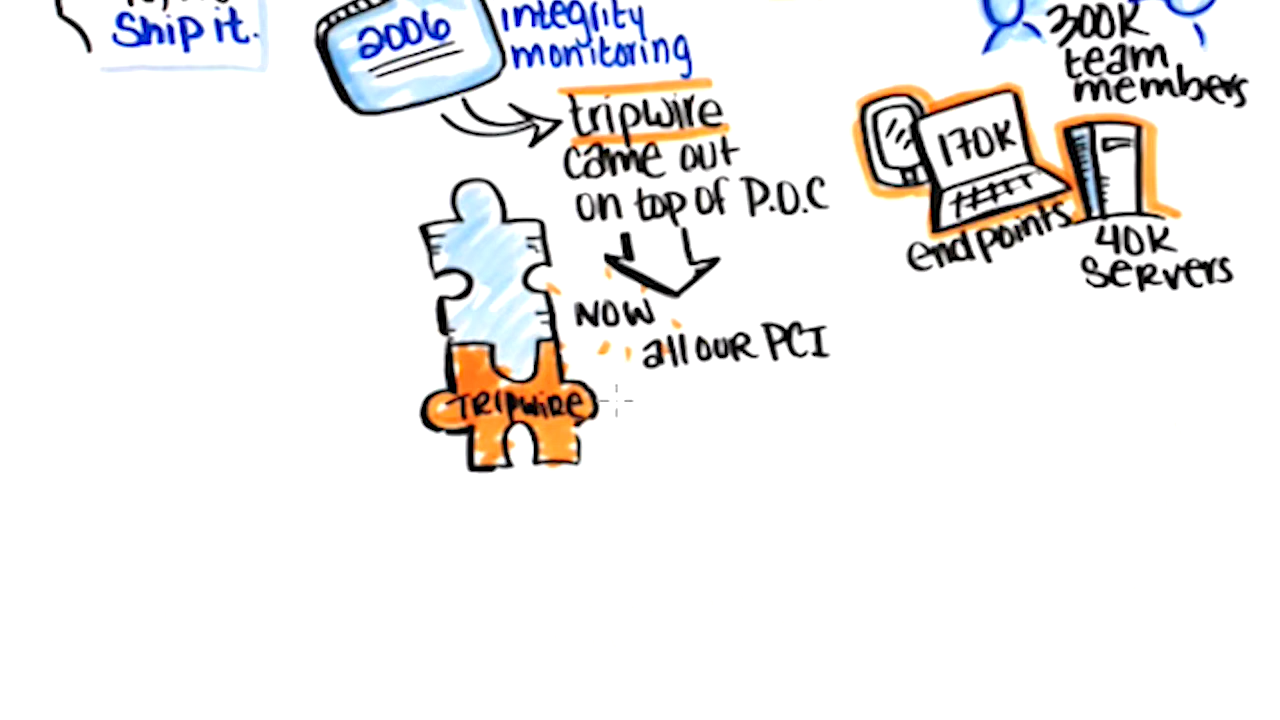 Ship it.
2006
integrity
monitoring
tripwire
came out
on top of P.O.C
NOW
all our PCI
TRIPWIRE
300K
team
members
170K
endpoints
40K
servers